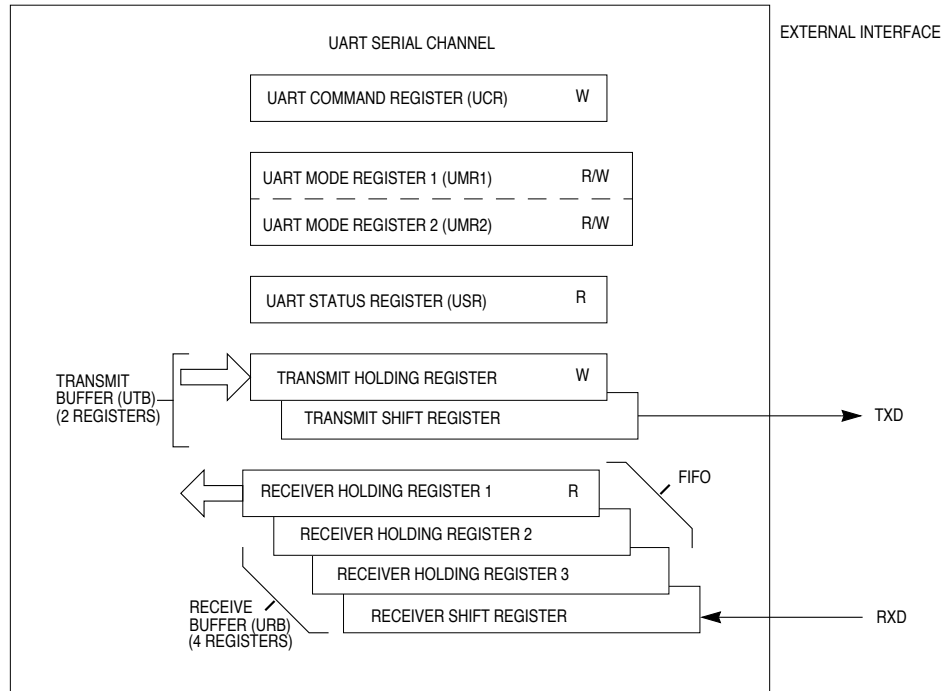 EXTERNAL INTERFACE
UART SERIAL CHANNEL
UART COMMAND REGISTER (UCR) W
UART MODE REGISTER 1 (UMR1) R/W
UART MODE REGISTER 2 (UMR2) R/W
UART STATUS REGISTER (USR) R
TRANSMIT
BUFFER (UTB)
(2 REGISTERS)
TRANSMIT HOLDING REGISTER W
TRANSMIT SHIFT REGISTER
TXD
RECEIVER HOLDING REGISTER 1 R
FIFO
RECEIVER HOLDING REGISTER 2
RECEIVER HOLDING REGISTER 3
RECEIVER SHIFT REGISTER
RECEIVE
BUFFER (URB)
(4 REGISTERS)
RXD